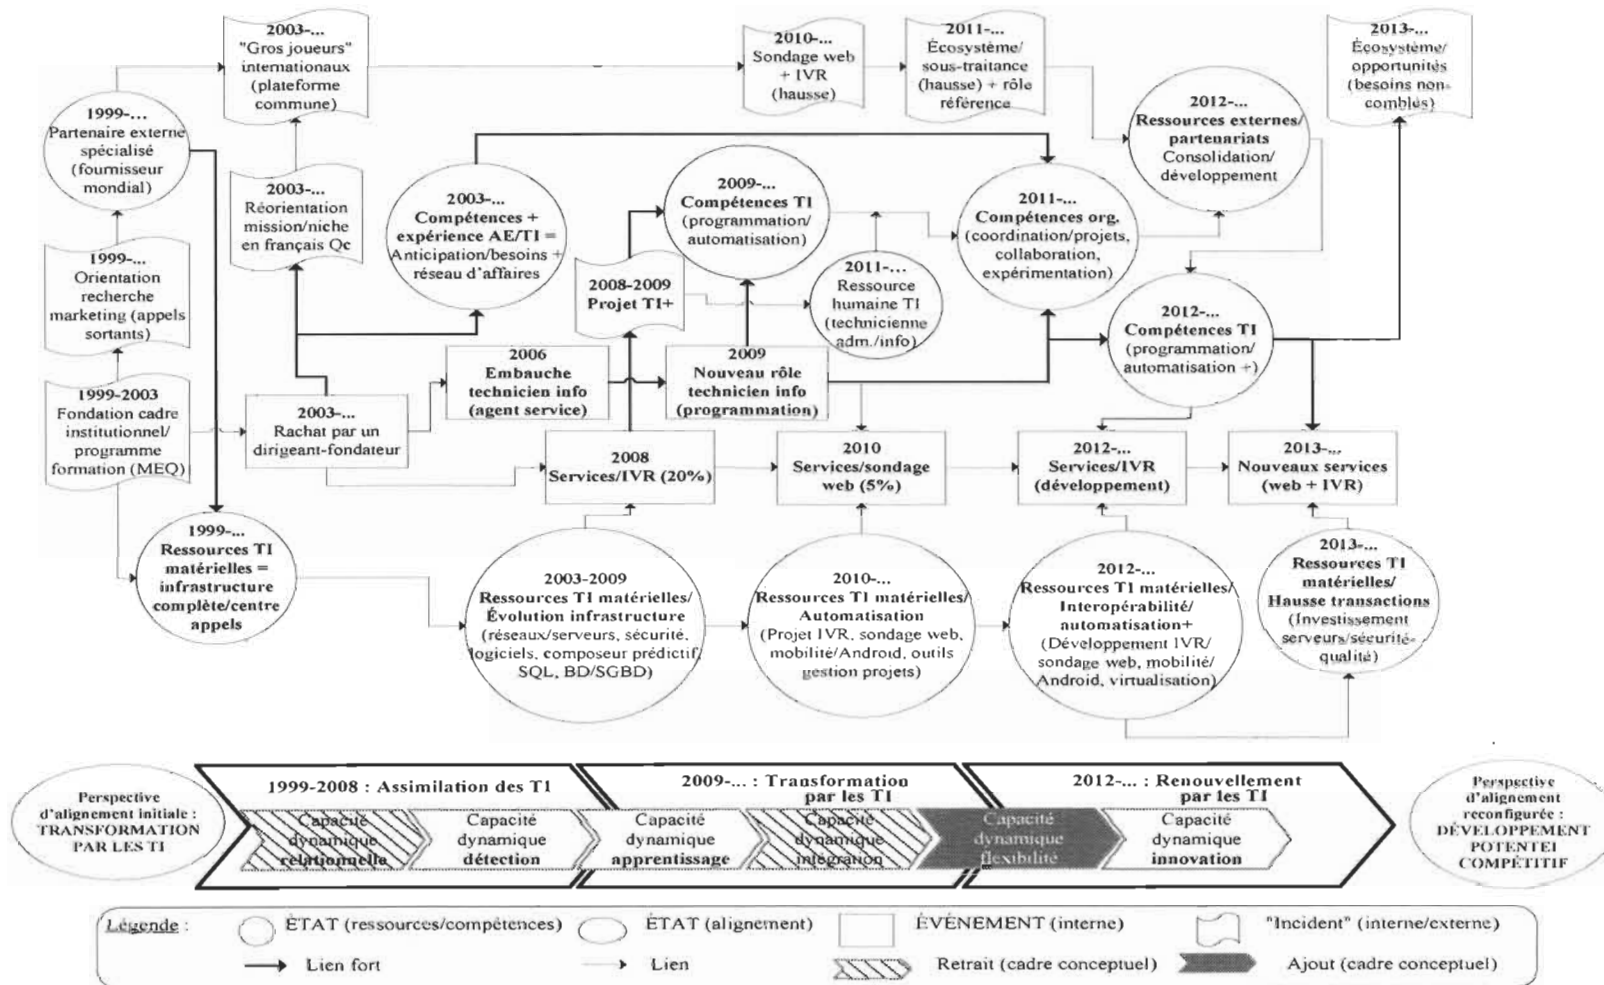 2003-...
"Gros joueurs"
internationaux
(plateforme
commune)
2010-...
Sondage web
+ IVR
(hausse)
2011-...
Écosystème/
sous-traitance
(hausse) + rôle
référence
2013-...
Écosystème/
opportunités
(besoins non-
comblés)
1999-...
Partenaire externe
spécialisé
(fournisseur
mondial)
2012-...
Ressources externes/
partenariats
Consolidation/
développement
2003-...
Réorientation
mission/niche
en français Qc
2003-...
Compétences +
expérience AE/TI =
Anticipation/besoins +
réseau d'affaires
2009-...
Compétences TI
(programmation/
automatisation)
2011-...
Compétences org.
(coordination/projets,
collaboration,
expérimentation)
1999-...
Orientation
recherche
marketing (appels
sortants)
2008-2009
Projet TI+
2011-...
Ressource
humaine TI
(technicienne
adm./info)
2012-...
Compétences TI
(programmation/
automatisation +)
1999-2003
Fondation cadre
institutionnel/
programme
formation (MEQ)
2003-...
Rachat par un
dirigeant-fondateur
2006
Embauche
technicien info
(agent service)
2009
Nouveau rôle
technicien info
(programmation)
2008
Services/IVR (20%)
2010
Services/sondage
web (5%)
2012-...
Services/IVR
(développement)
2013-...
Nouveaux services
(web + IVR)
1999-...
Ressources TI
matérielles =
infrastructure
complète/centre
appels
2003-2009
Ressources TI matérielles/
Évolution infrastructure
(réseaux/serveurs, sécurité,
logiciels, composeur prédictif,
SQL, BD/SGBD)
2010-...
Ressources TI matérielles/
Automatisation
(Projet IVR, sondage web,
mobilité/Android, outils
gestion projets)
2012-...
Ressources TI matérielles/
Interopérabilité/
automatisation+
(Développement IVR/
sondage web, mobilité/
Android, virtualisation)
2013-...
Ressources TI
matérielles/
Hausse transactions
(Investissement
serveurs/sécurité-
qualité)
Perspective
d'alignement initiale :
TRANSFORMATION
PAR LES TI
1999-2008 : Assimilation des TI
2009-... : Transformation
par les TI
2012-... : Renouvellement
par les TI
Capacité
dynamique
relationnelle
Capacité
dynamique
détection
Capacité
dynamique
apprentissage
Capacité
dynamique
intégration
Capacité
dynamique
flexibilité
Capacité
dynamique
innovation
Perspective
d'alignement
reconfigurée :
DÉVELOPPEMENT
POTENTEI
COMPÉTITIF
Légende :
ÉTAT (ressources/compétences)
ÉTAT (alignement)
ÉVÉNEMENT (interne)
"Incident" (interne/externe)
Lien fort
Lien
Retrait (cadre conceptuel)
Ajout (cadre conceptuel)